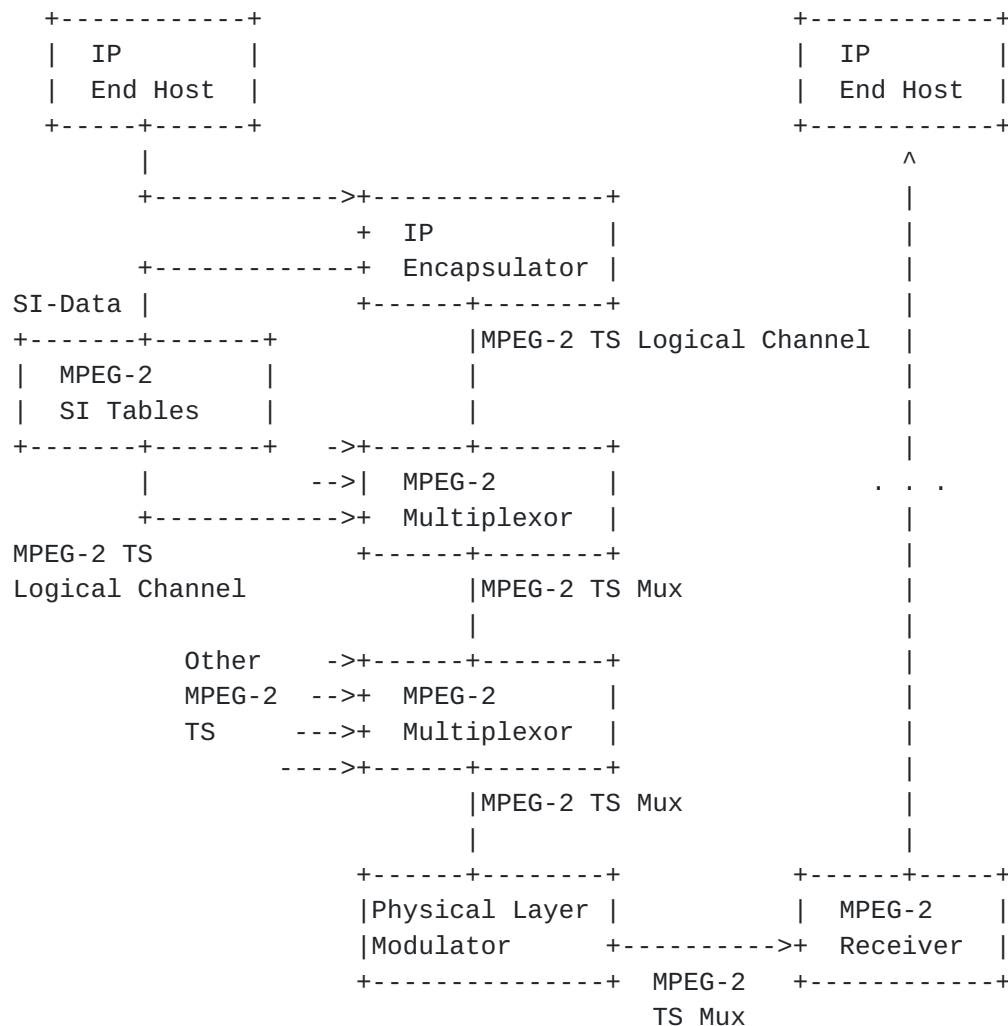 +------------+                               +------------+
|  IP        |                               |  IP        |
|  End Host  |                               |  End Host  |
+-----+------+                               +------------+
|                                            ^
+------------>+---------------+                 |
+  IP           |                 |
+-------------+  Encapsulator |                 |
SI-Data |            +------+--------+                 |
+-------+-------+           |MPEG-2 TS Logical Channel  |
|  MPEG-2       |           |                         |
|  SI Tables    |           |                         |
+-------+-------+   ->+------+--------+                 |
|         -->|  MPEG-2       |               . . .
+------------>+  Multiplexor  |                 |
MPEG-2 TS            +------+--------+                 |
Logical Channel             |MPEG-2 TS Mux             |
|                         |
Other    ->+------+--------+                 |
MPEG-2  -->+  MPEG-2       |                 |
TS     --->+  Multiplexor  |                 |
---->+------+--------+                 |
|MPEG-2 TS Mux             |
|                         |
+------+--------+          +------+-----+
|Physical Layer |          |  MPEG-2    |
|Modulator      +---------->+  Receiver  |
+---------------+  MPEG-2   +------------+
TS Mux